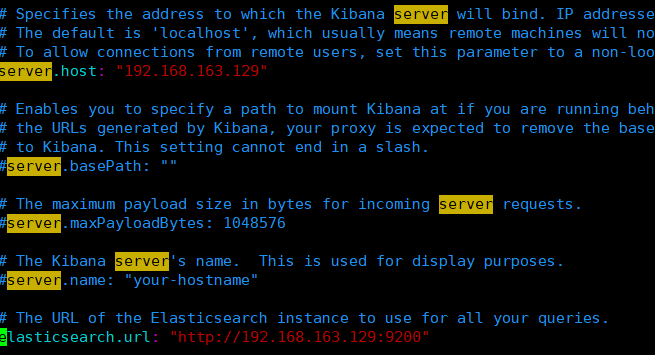 # Specifies the address to which the Kibana server will bind. IP addresse
# The default is 'localhost', which usually means remote machines will no
# To allow connections from remote users, set this parameter to a non-loo
server.host: "192.168.163.129"
# Enables you to specify a path to mount Kibana at if you are running beh
# the URLs generated by Kibana, your proxy is expected to remove the base
# to Kibana. This setting cannot end in a slash.
#server.basePath: ""
# The maximum payload size in bytes for incoming server requests.
#server.maxPayloadBytes: 1048576
# The Kibana server's name.  This is used for display purposes.
#server.name: "your-hostname"
# The URL of the Elasticsearch instance to use for all your queries.
elasticsearch.url: "http://192.168.163.129:9200"